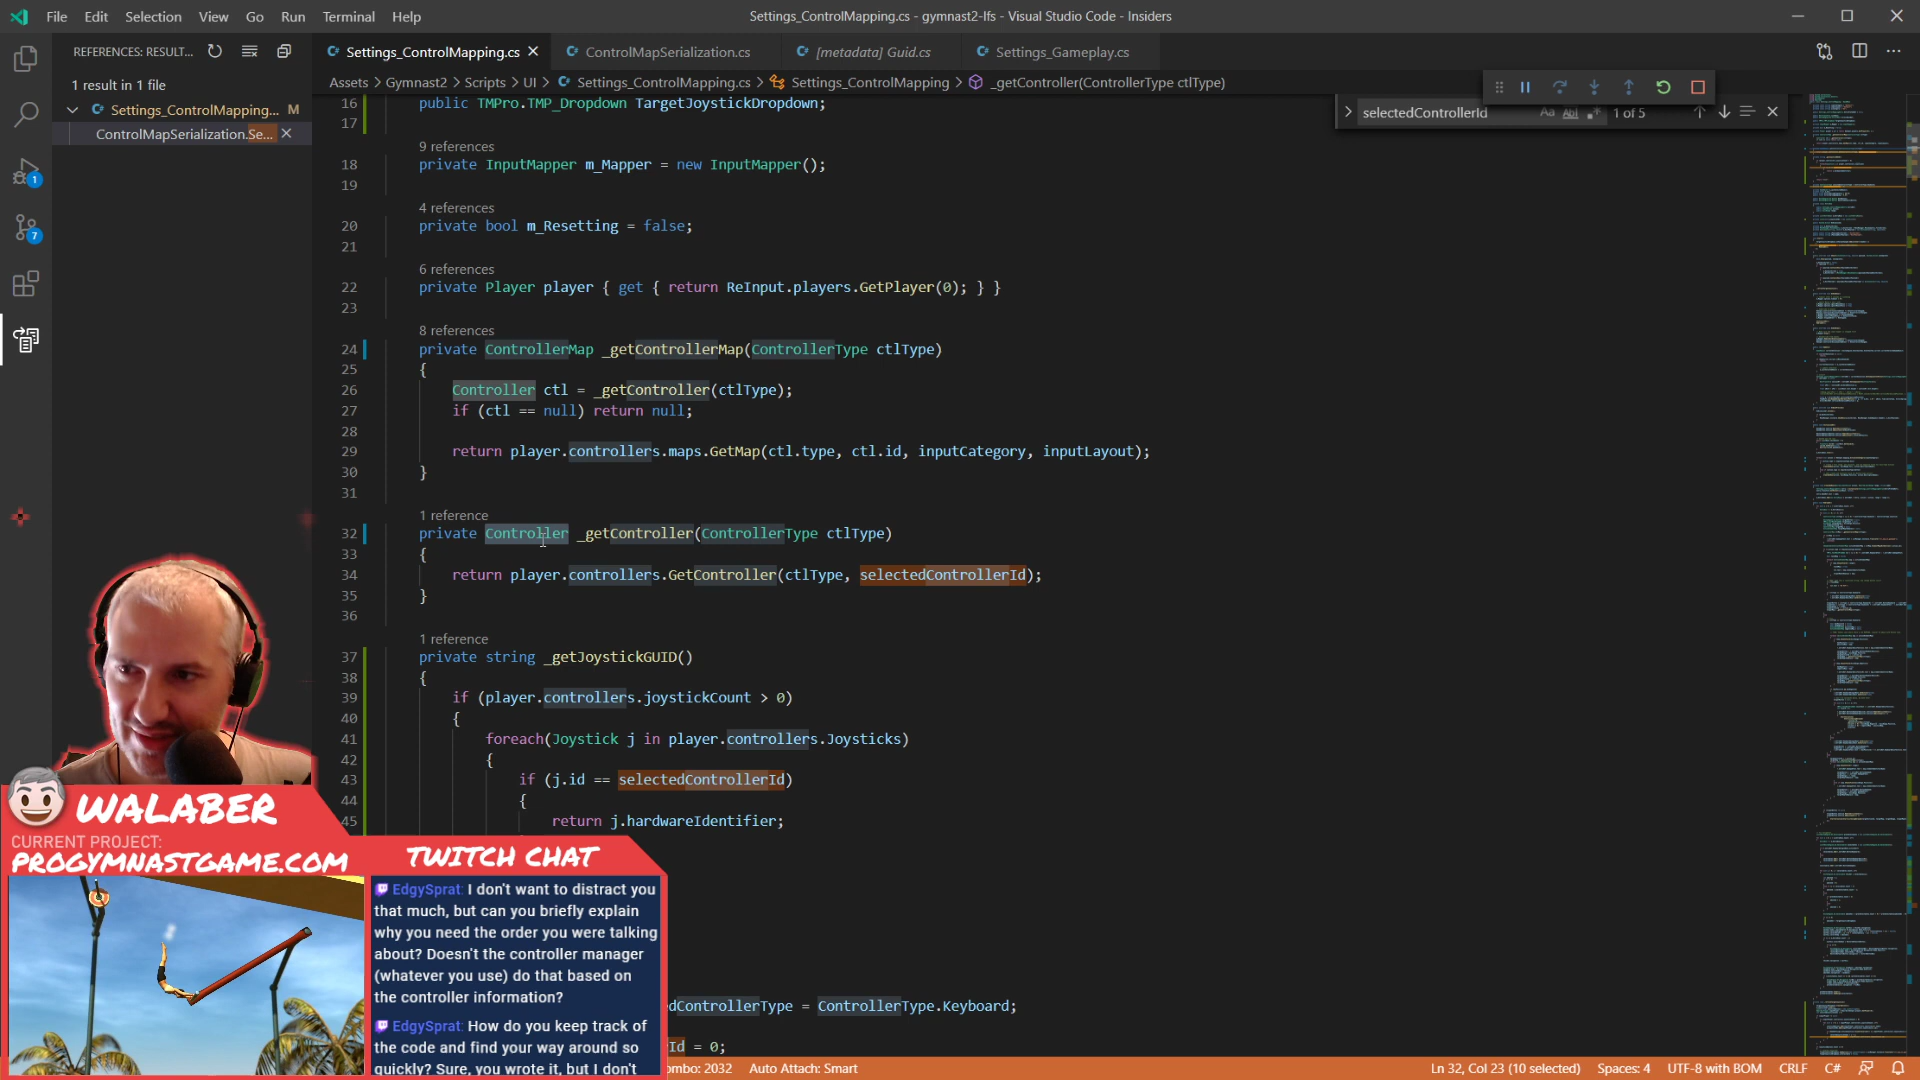 File Edit Selection View Go Run Terminal Help
Settings_ControlMapping.cs - gymnast2-lfs - Visual Studio Code - Insiders
REFERENCES: RESULT...
1 result in 1 file
Settings_ControlMapping... M
ControlMapSerialization.Se...
1
7
Settings_ControlMapping.cs
ControlMapSerialization.cs
[metadata] Guid.cs
Settings_Gameplay.cs
Assets > Gymnast2 > Scripts > UI > Settings_ControlMapping.cs > Settings_ControlMapping > _getController(ControllerType ctlType)
selectedControllerId Aa Abl .* 1 of 5
16 public TMPro.TMP_Dropdown TargetJoystickDropdown;
17
9 references
18 private InputMapper m_Mapper = new InputMapper();
19
4 references
20 private bool m_Resetting = false;
21
6 references
22 private Player player { get { return ReInput.players.GetPlayer(0); } }
23
8 references
24 private ControllerMap _getControllerMap(ControllerType ctlType)
25 {
26 Controller ctl = _getController(ctlType);
27 if (ctl == null) return null;
28
29 return player.controllers.maps.GetMap(ctl.type, ctl.id, inputCategory, inputLayout);
30 }
31
1 reference
32 private Controller _getController(ControllerType ctlType)
33 {
34 return player.controllers.GetController(ctlType, selectedControllerId);
35 }
36
1 reference
37 private string _getJoystickGUID()
38 {
39 if (player.controllers.joystickCount > 0)
40 {
41 foreach(Joystick j in player.controllers.Joysticks)
42 {
43 if (j.id == selectedControllerId)
44 {
45 return j.hardwareIdentifier;
dControllerType = ControllerType.Keyboard;
Id = 0;
WALABER
CURRENT PROJECT:
PROGYMNASTGAME.COM
TWITCH CHAT
EdgySprat: I don't want to distract you
that much, but can you briefly explain
why you need the order you were talking
about? Doesn't the controller manager
(whatever you use) do that based on
the controller information?
EdgySprat: How do you keep track of
the code and find your way around so
quickly? Sure, you wrote it, but I don't
ombo: 2032 Auto Attach: Smart Ln 32, Col 23 (10 selected) Spaces: 4 UTF-8 with BOM CRLF C#